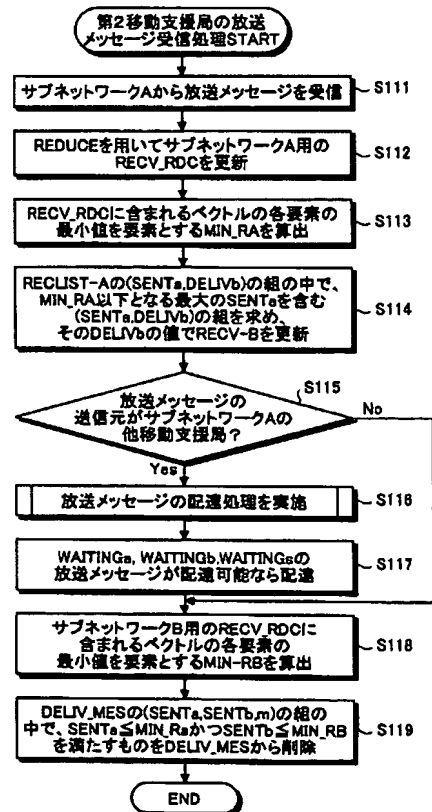 第2移動支援局の放送
メッセージ受信処理START
サブネットワークAから放送メッセージを受信
S111
REDUCEを用いてサブネットワークA用の
RECV_RDCを更新
S112
RECV_RDCに含まれるベクトルの各要素の
最小値を要素とするMIN_RAを算出
S113
RECLIST-Aの(SENTa,DELIVb)の組の中で、
MIN_RA以下となる最大のSENTaを含む
(SENTa,DELIVb)の組を求め、
そのDELIVbの値でRECV-Bを更新
S114
放送メッセージの
送信元がサブネットワークAの
他移動支援局?
S115
No
Yes
放送メッセージの配達処理を実施
S116
WAITINGa, WAITINGb,WAITINGsの
放送メッセージが配達可能なら配達
S117
サブネットワークB用のRECV_RDCに
含まれるベクトルの各要素の
最小値を要素とするMIN-RBを算出
S118
DELIV_MESの(SENTa,SENTb,m)の組の
中で、SENTa≦MIN_RaかつSENTb≦MIN_RB
を満たすものをDELIV_MESから削除
S119
END